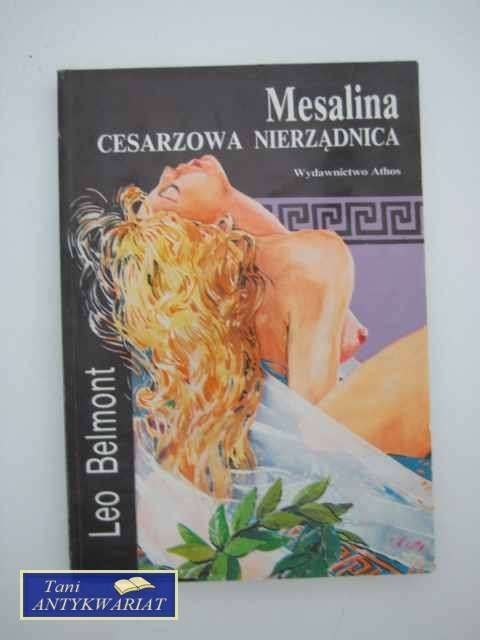 Mesalina
CESARZOWA NIERZĄDNICA
Wydawnictwo Athos
Leo Belmont
Tani
ANTYKWARIAT